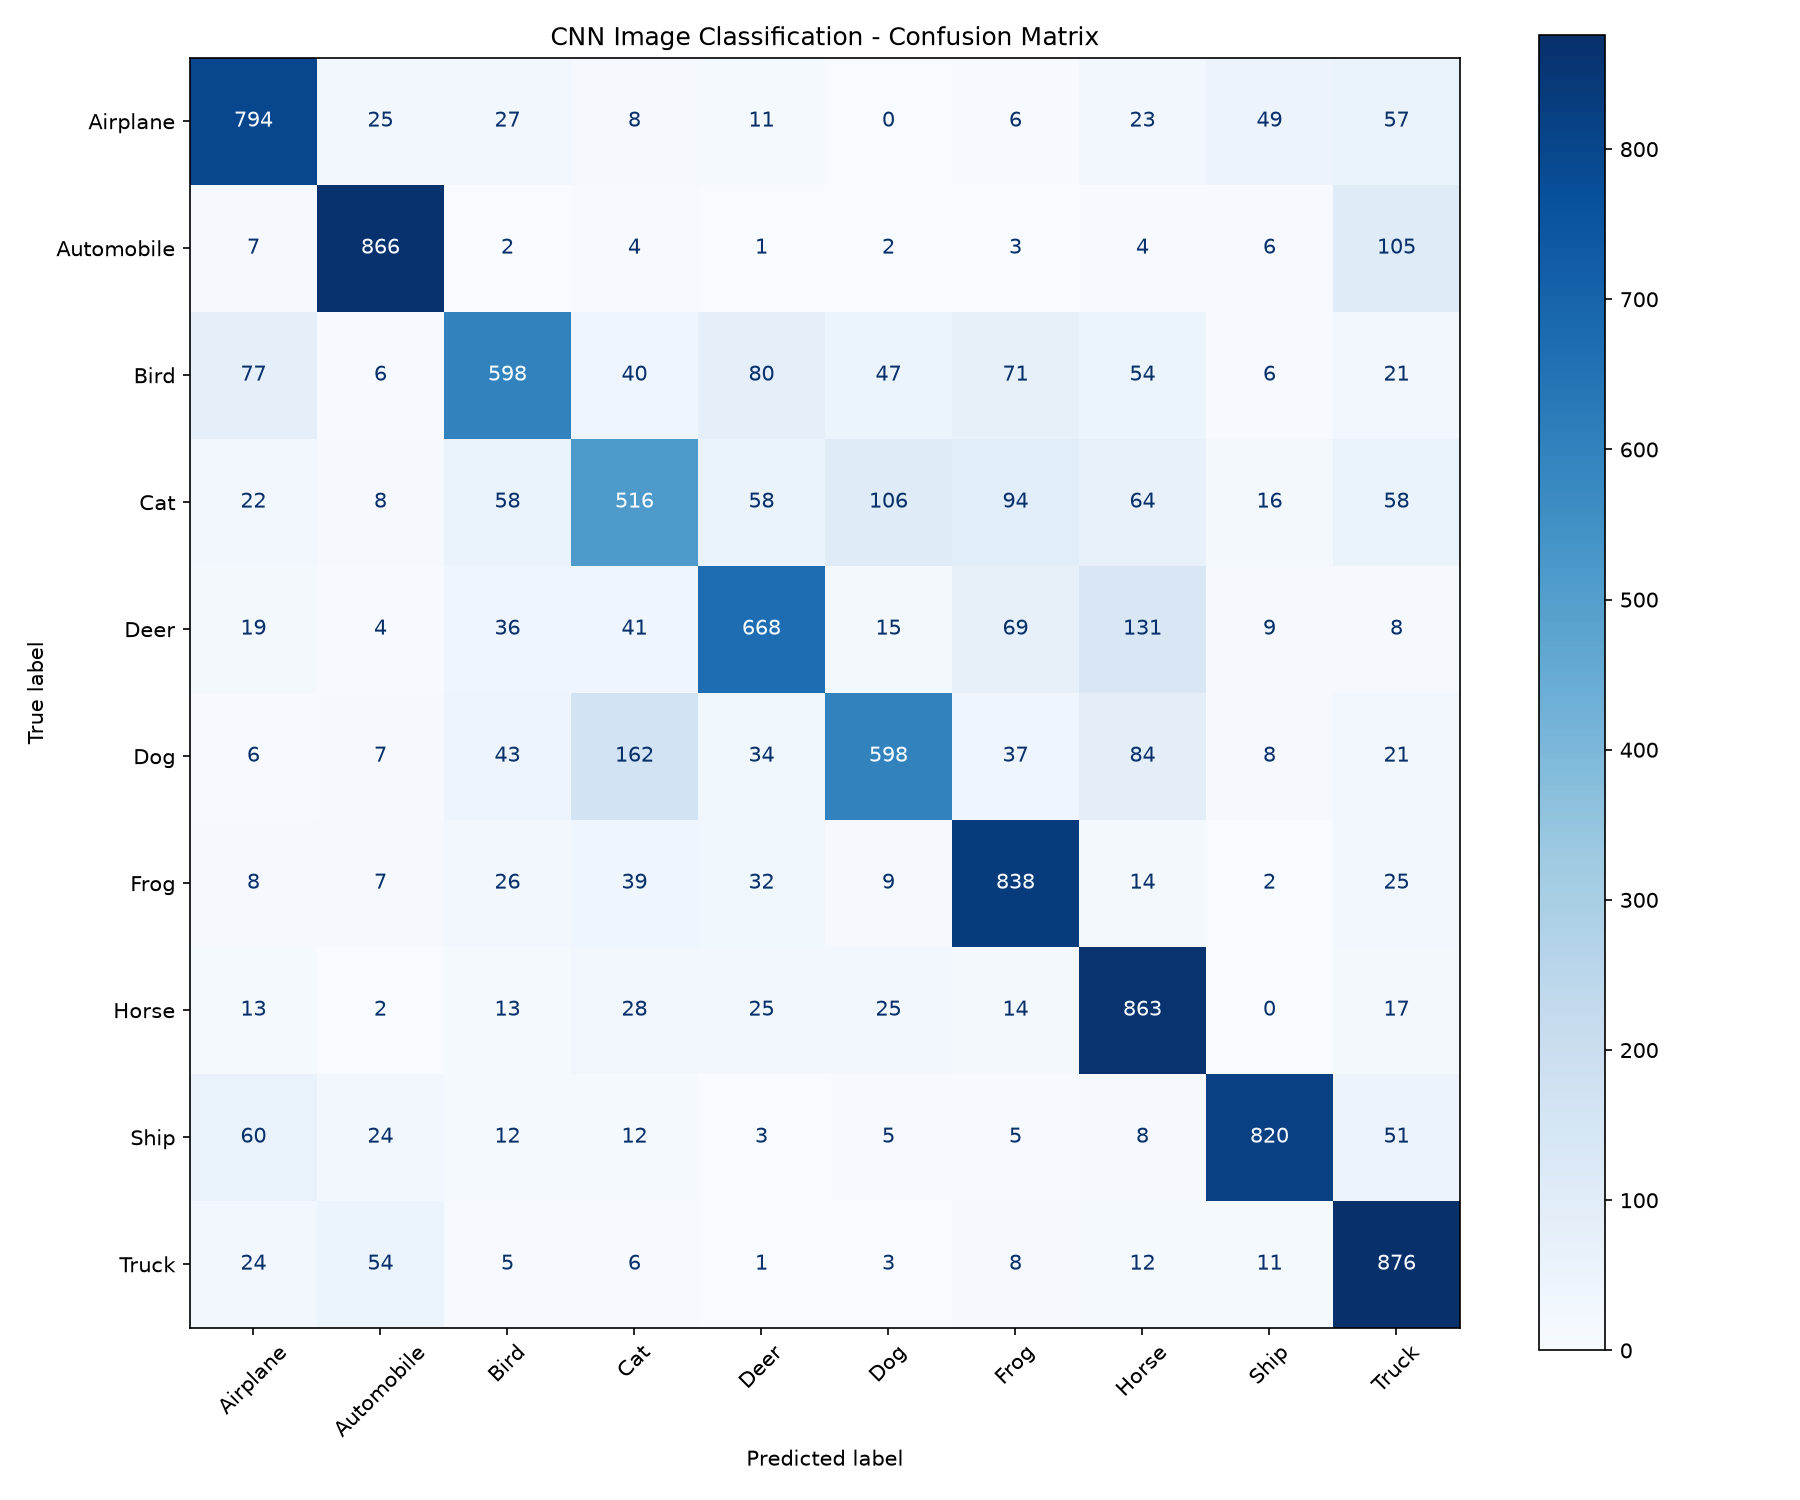 CNN Image Classification - Confusion Matrix
Airplane 794 25 27 8 11 0 6 23 49 57
Automobile 7 866 2 4 1 2 3 4 6 105
Bird 77 6 598 40 80 47 71 54 6 21
Cat 22 8 58 516 58 106 94 64 16 58
Deer 19 4 36 41 668 15 69 131 9 8
Dog 6 7 43 162 34 598 37 84 8 21
Frog 8 7 26 39 32 9 838 14 2 25
Horse 13 2 13 28 25 25 14 863 0 17
Ship 60 24 12 12 3 5 5 8 820 51
Truck 24 54 5 6 1 3 8 12 11 876
True label
Airplane Automobile Bird Cat Deer Dog Frog Horse Ship Truck
Predicted label
800
700
600
500
400
300
200
100
0